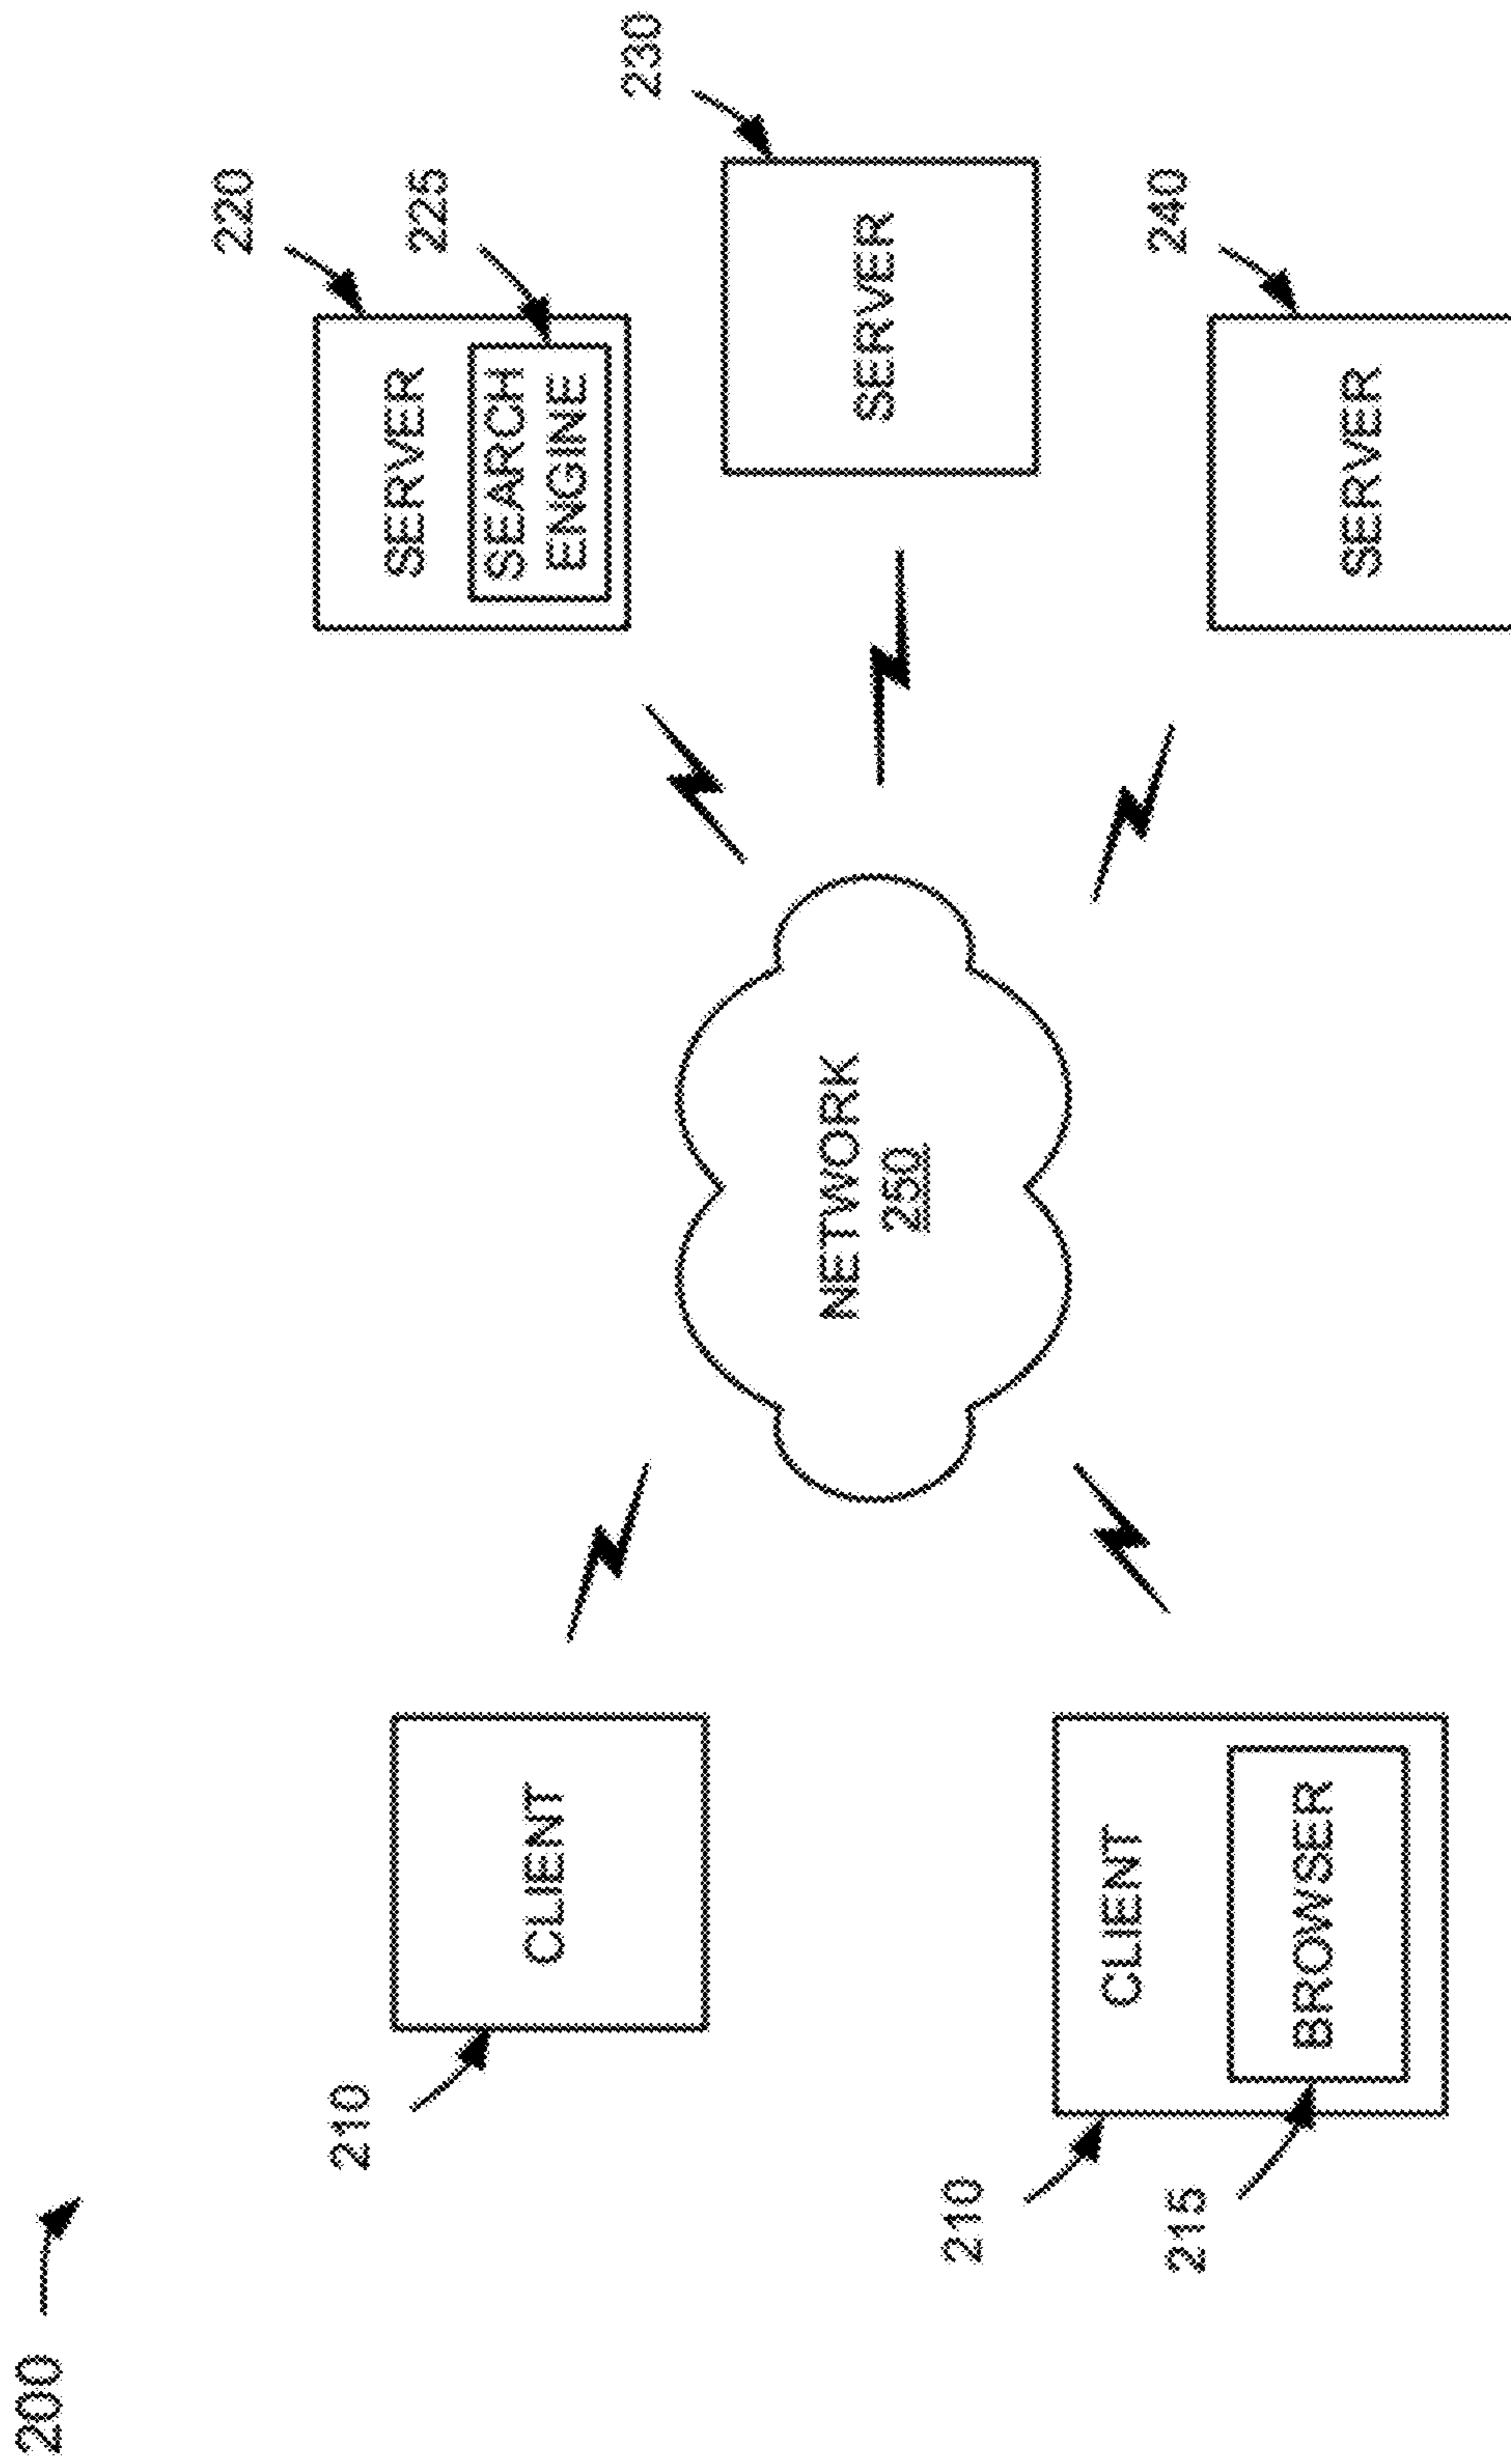 200
210
CLIENT
210
CLIENT
215
BROWSER
NETWORK
250
220
SERVER
225
SEARCH
ENGINE
230
SERVER
240
SERVER